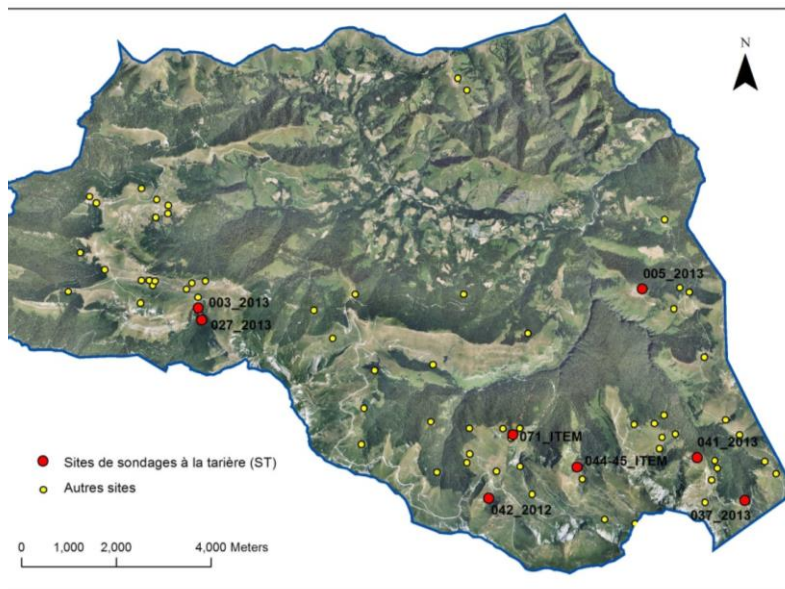 N
005_2013
003_2013
027_2013
071_ITEM
041_2013
044-45_ITEM
042_2012
037_2013
Sites de sondages à la tarière (ST)
Autres sites
0 1,000 2,000 4,000 Meters